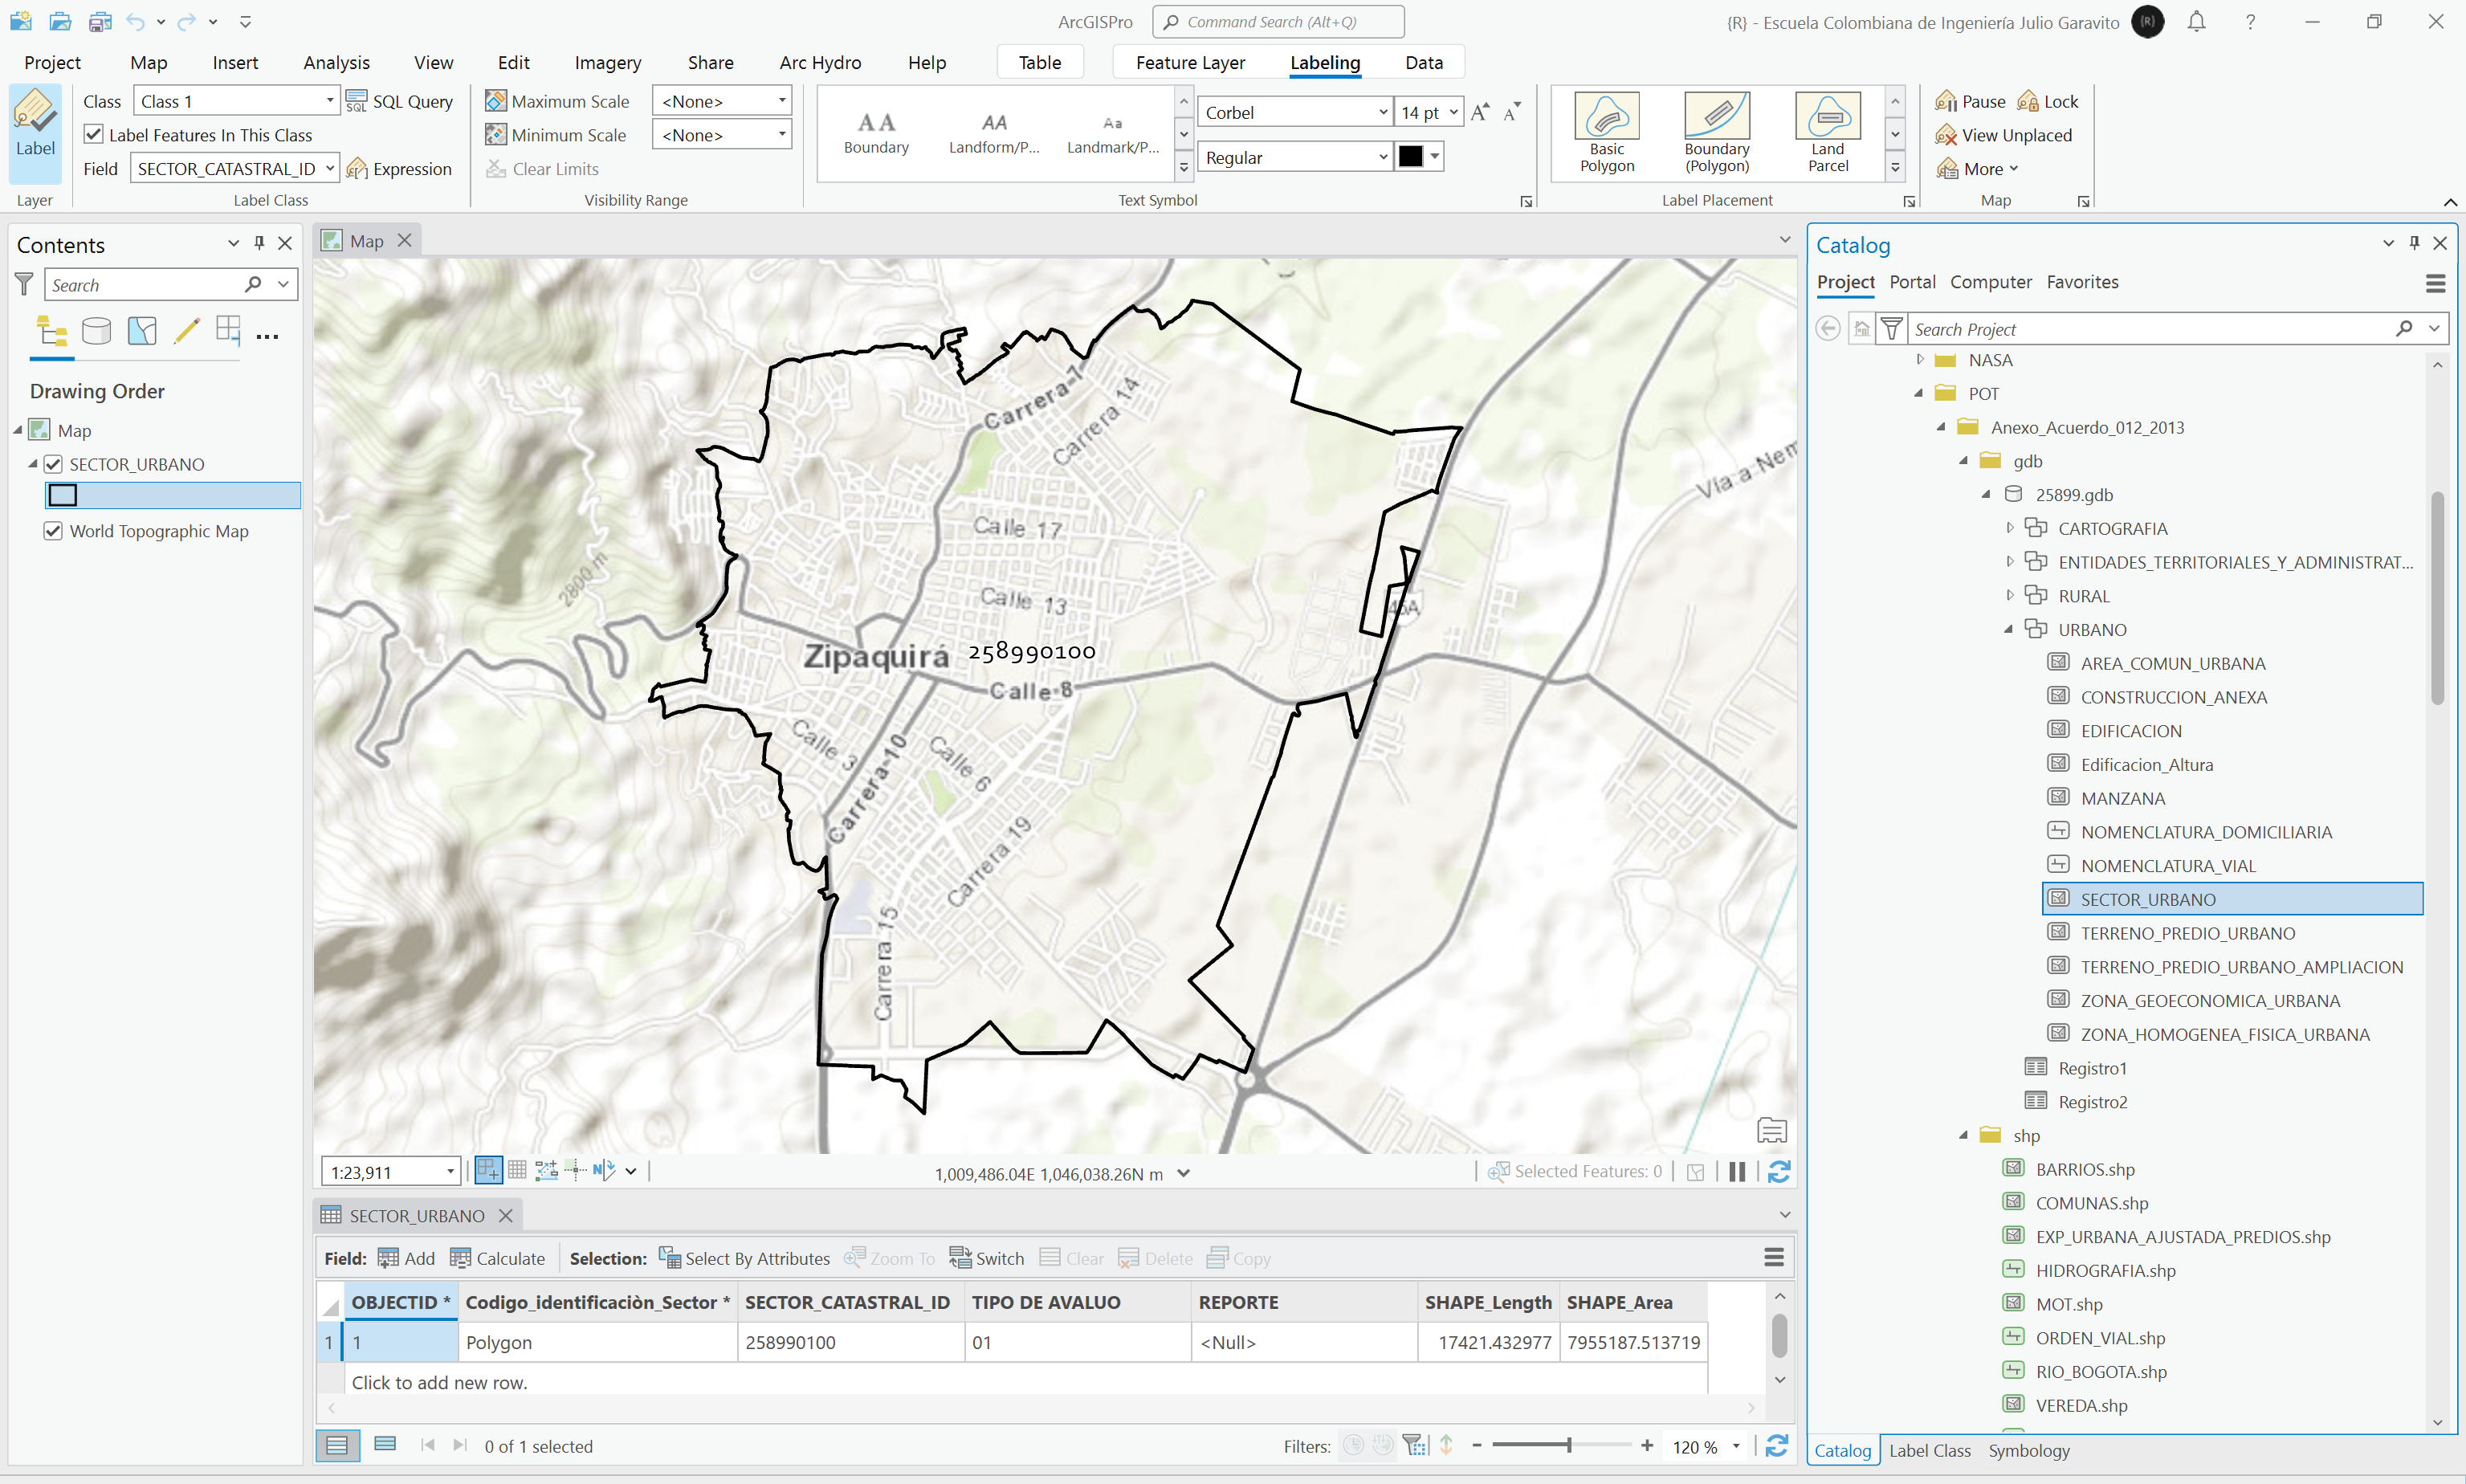 ArcGISPro
Command Search (Alt+Q)
{R} - Escuela Colombiana de Ingeniería Julio Garavito
{R}
?
Project Map Insert Analysis View Edit Imagery Share Arc Hydro Help Table Feature Layer Labeling Data
Label
Layer
Class Class 1 SQL Query
Label Features In This Class
Field SECTOR_CATASTRAL_ID Expression
Label Class
Maximum Scale <None>
Minimum Scale <None>
Clear Limits
Visibility Range
AA AA Aa
Boundary Landform/P... Landmark/P...
Corbel 14 pt
Regular
Text Symbol
Basic Polygon
Boundary (Polygon)
Land Parcel
Label Placement
Pause Lock
View Unplaced
More
Map
Contents
Search
Drawing Order
Map
SECTOR_URBANO
World Topographic Map
Map
Carrera 7
Carrera 14
Vía a Nem
Calle 17
2800 m
Calle 13
45A
Zipaquirá 258990100
Calle 8
Calle 3
Carrera 10
Calle 6
Carrera 19
Carrera 15
1:23,911
1,009,486.04E 1,046,038.26N m
Selected Features: 0
SECTOR_URBANO
Field: Add Calculate Selection: Select By Attributes Zoom To Switch Clear Delete Copy
OBJECTID * Codigo_identificaciòn_Sector * SECTOR_CATASTRAL_ID TIPO DE AVALUO REPORTE SHAPE_Length SHAPE_Area
1 1 Polygon 258990100 01 <Null> 17421.432977 7955187.513719
Click to add new row.
0 of 1 selected
Filters:
120 %
Catalog
Project Portal Computer Favorites
Search Project
NASA
POT
Anexo_Acuerdo_012_2013
gdb
25899.gdb
CARTOGRAFIA
ENTIDADES_TERRITORIALES_Y_ADMINISTRAT...
RURAL
URBANO
AREA_COMUN_URBANA
CONSTRUCCION_ANEXA
EDIFICACION
Edificacion_Altura
MANZANA
NOMENCLATURA_DOMICILIARIA
NOMENCLATURA_VIAL
SECTOR_URBANO
TERRENO_PREDIO_URBANO
TERRENO_PREDIO_URBANO_AMPLIACION
ZONA_GEOECONOMICA_URBANA
ZONA_HOMOGENEA_FISICA_URBANA
Registro1
Registro2
shp
BARRIOS.shp
COMUNAS.shp
EXP_URBANA_AJUSTADA_PREDIOS.shp
HIDROGRAFIA.shp
MOT.shp
ORDEN_VIAL.shp
RIO_BOGOTA.shp
VEREDA.shp
Catalog Label Class Symbology